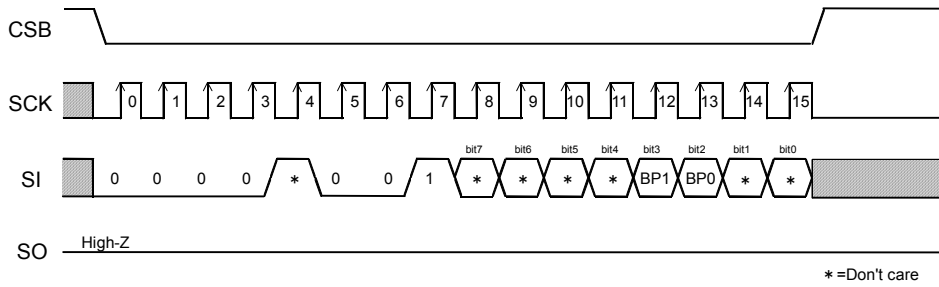 CSB
SCK 0 1 2 3 4 5 6 7 8 9 10 11 12 13 14 15
bit7 bit6 bit5 bit4 bit3 bit2 bit1 bit0
SI 0 0 0 0 * 0 0 1 * * * * BP1 BP0 * *
High-Z
SO
*=Don't care